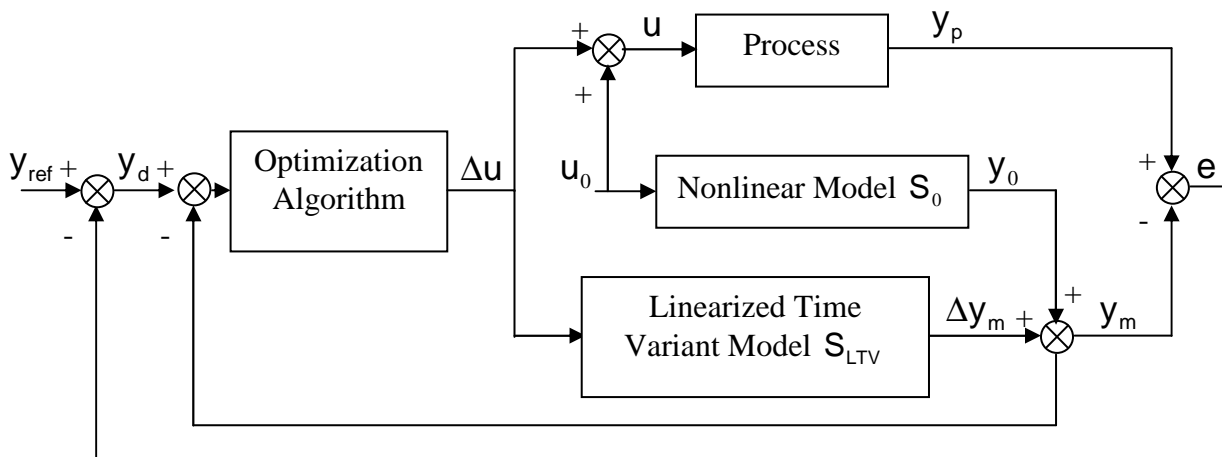 + u Process y_p
+
y_ref + y_d + Optimization Algorithm Δu
- -
u_0 Nonlinear Model S_0 y_0
+ e
-
Linearized Time
Variant Model S_LTV Δy_m + + y_m